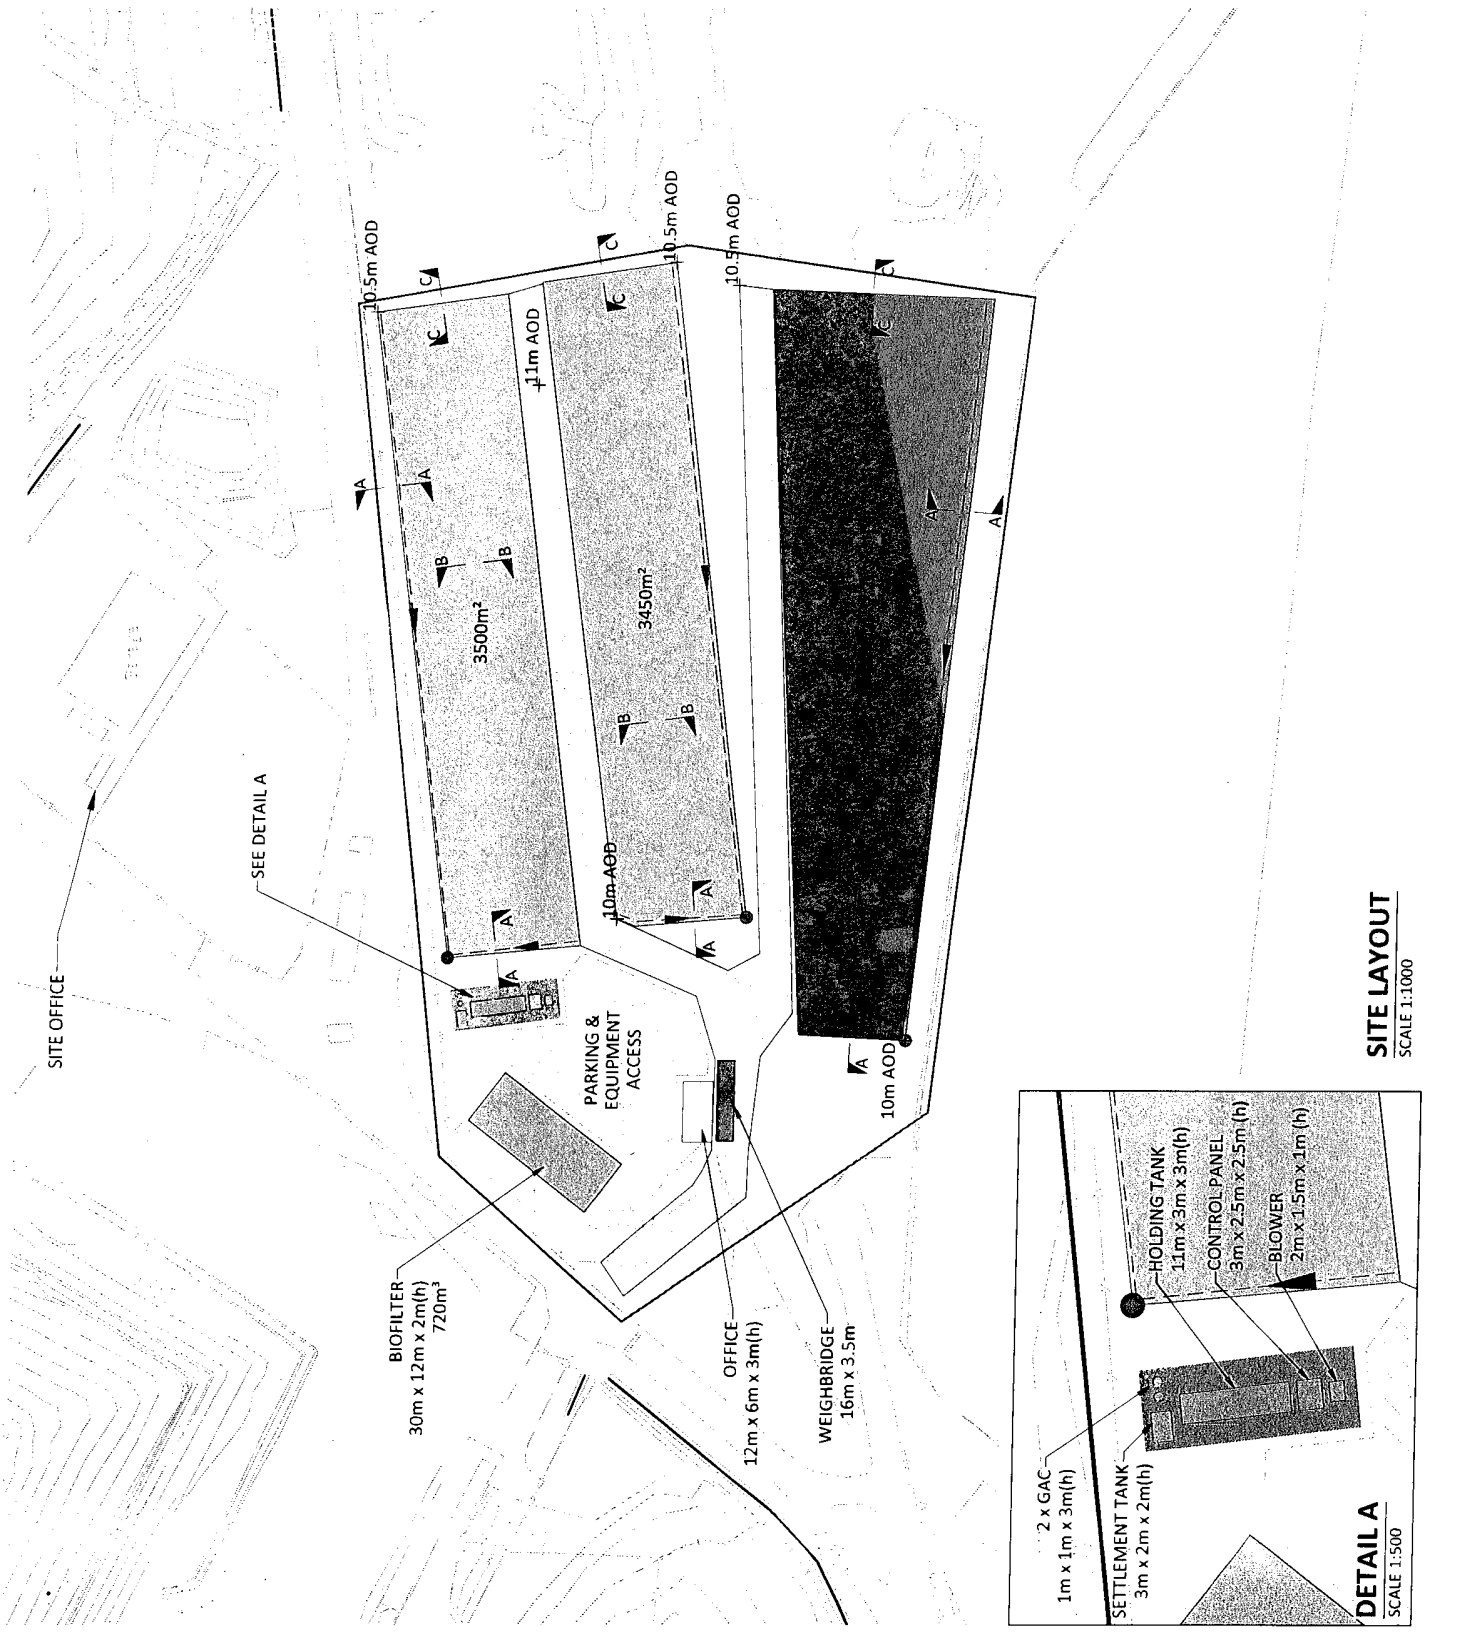 SITE OFFICE
SEE DETAIL A
BIOFILTER
30m x 12m x 2m(h)
720m³
PARKING &
EQUIPMENT
ACCESS
OFFICE
12m x 6m x 3m(h)
WEIGHBRIDGE
16m x 3.5m
10.5m AOD
10.5m AOD
10.5m AOD
11m AOD
10m AOD
10m AOD
3500m²
3450m²
A
A
A
A
B
B
C
C
C
C
B
B
A
A
C
C
A
A
A
2 x GAC
1m x 1m x 3m(h)
SETTLEMENT TANK
3m x 2m x 2m(h)
HOLDING TANK
11m x 3m x 3m(h)
CONTROL PANEL
3m x 2.5m x 2.5m (h)
BLOWER
2m x 1.5m x 1m (h)
DETAIL A
SCALE 1:500
SITE LAYOUT
SCALE 1:1000